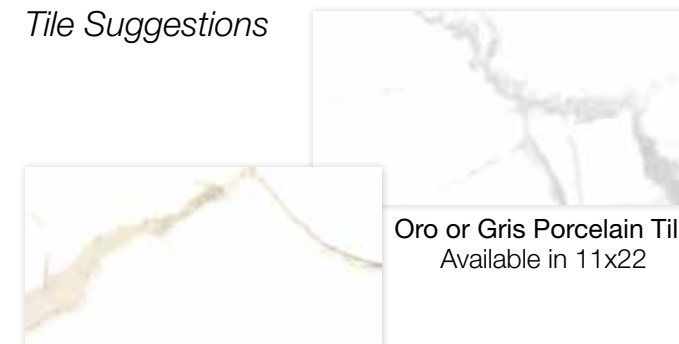 Tile Suggestions
Oro or Gris Porcelain Til
Available in 11x22